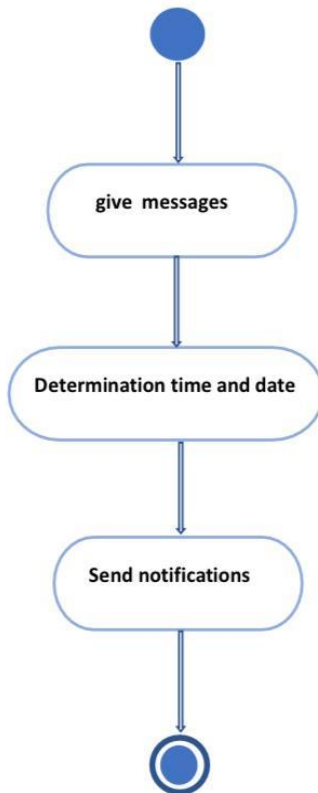 give messages
Determination time and date
Send notifications